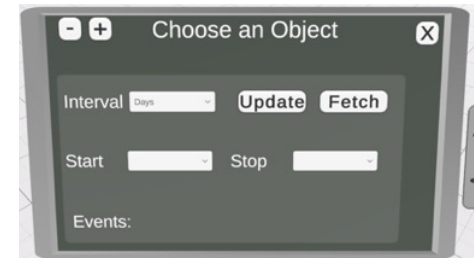 - + Choose an Object X
Interval Days Update Fetch
Start Stop
Events: